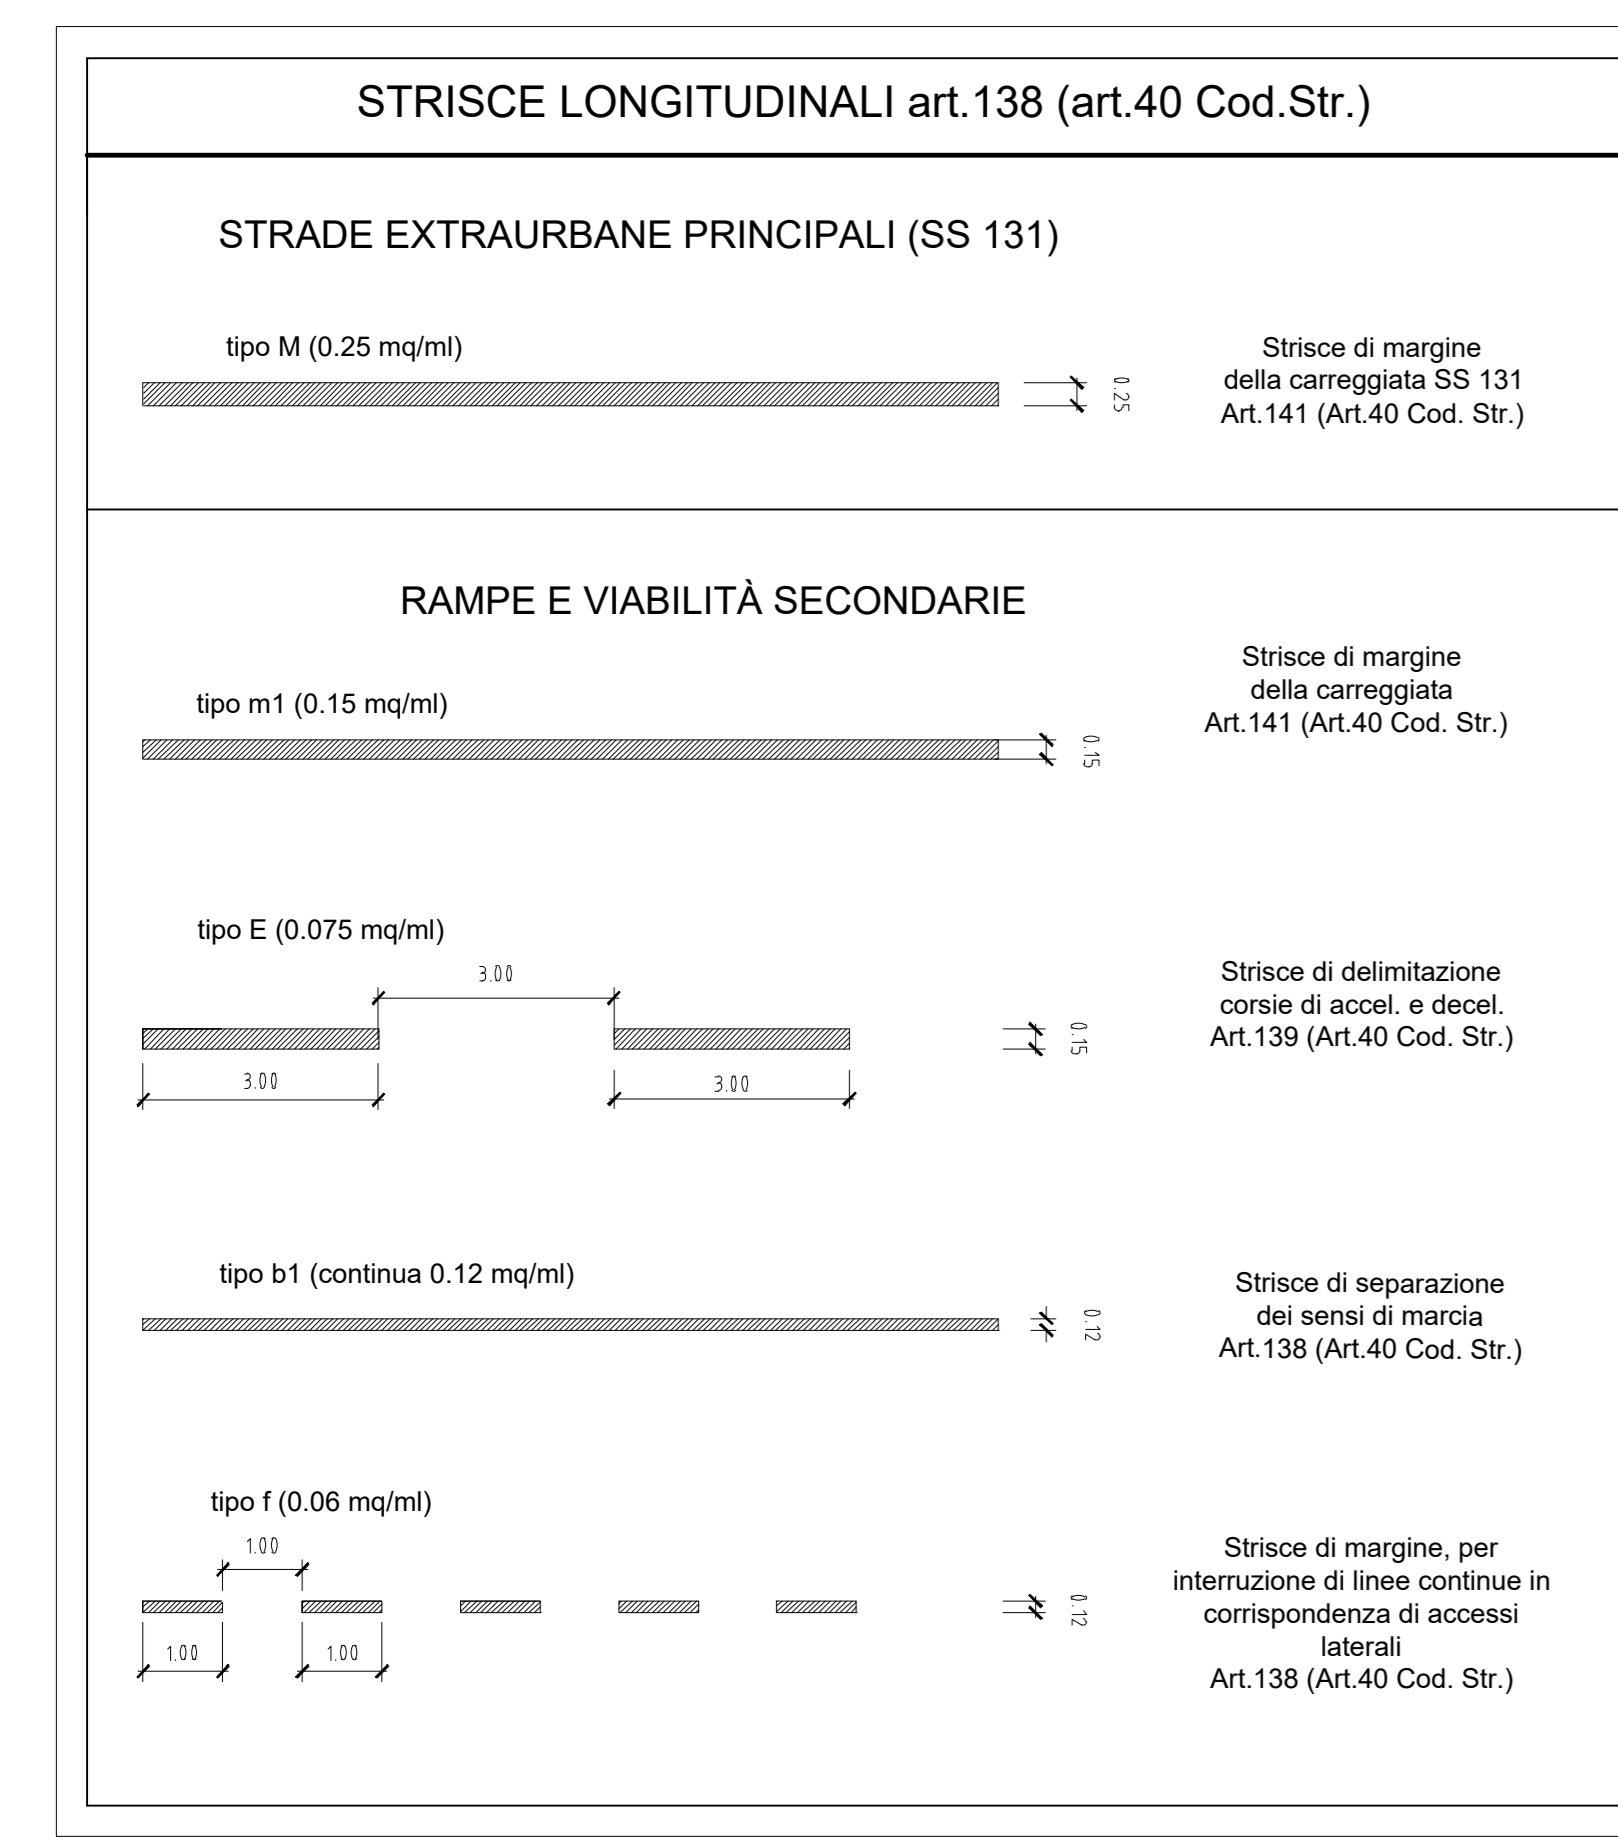 STRISCE LONGITUDINALI art.138 (art.40 Cod.Str.)
STRADE EXTRAURBANE PRINCIPALI (SS 131)
tipo M (0.25 mq/ml)
0.25
Strisce di margine
della carreggiata SS 131
Art.141 (Art.40 Cod. Str.)
RAMPE E VIABILITÀ SECONDARIE
tipo m1 (0.15 mq/ml)
0.15
Strisce di margine
della carreggiata
Art.141 (Art.40 Cod. Str.)
tipo E (0.075 mq/ml)
3.00
3.00
3.00
0.15
Strisce di delimitazione
corsie di accel. e decel.
Art.139 (Art.40 Cod. Str.)
tipo b1 (continua 0.12 mq/ml)
0.12
Strisce di separazione
dei sensi di marcia
Art.138 (Art.40 Cod. Str.)
tipo f (0.06 mq/ml)
1.00
1.00
1.00
0.12
Strisce di margine, per
interruzione di linee continue in
corrispondenza di accessi
laterali
Art.138 (Art.40 Cod. Str.)